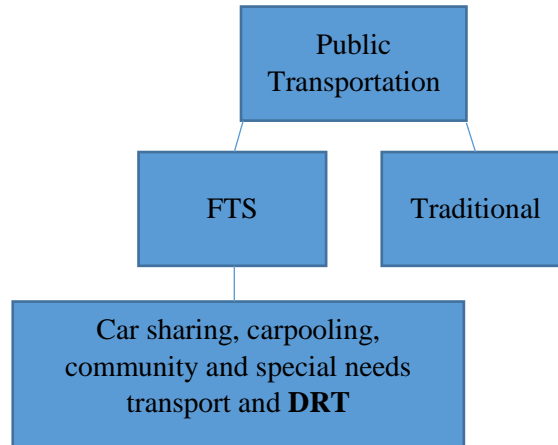 Public
Transportation
FTS
Traditional
Car sharing, carpooling,
community and special needs
transport and DRT